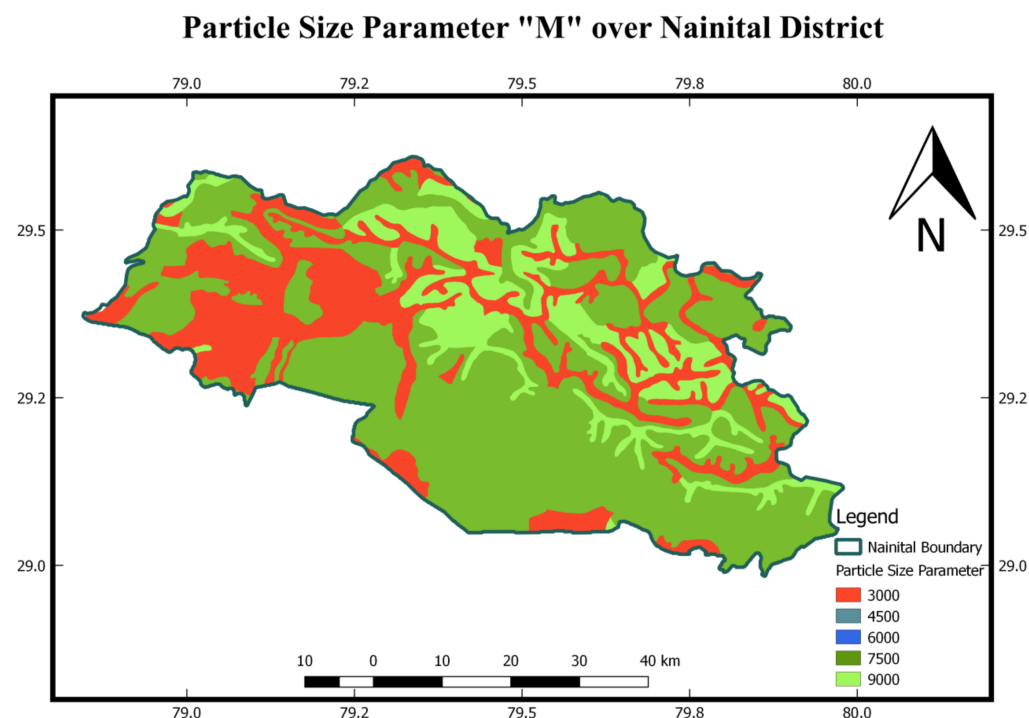 Particle Size Parameter "M" over Nainital District
79.0 79.2 79.5 79.8 80.0
29.5 29.5
N
29.2 29.2
Legend
Nainital Boundary
29.0 29.0
Particle Size Parameter
3000
4500
6000
7500
9000
10 0 10 20 30 40 km
79.0 79.2 79.5 79.8 80.0